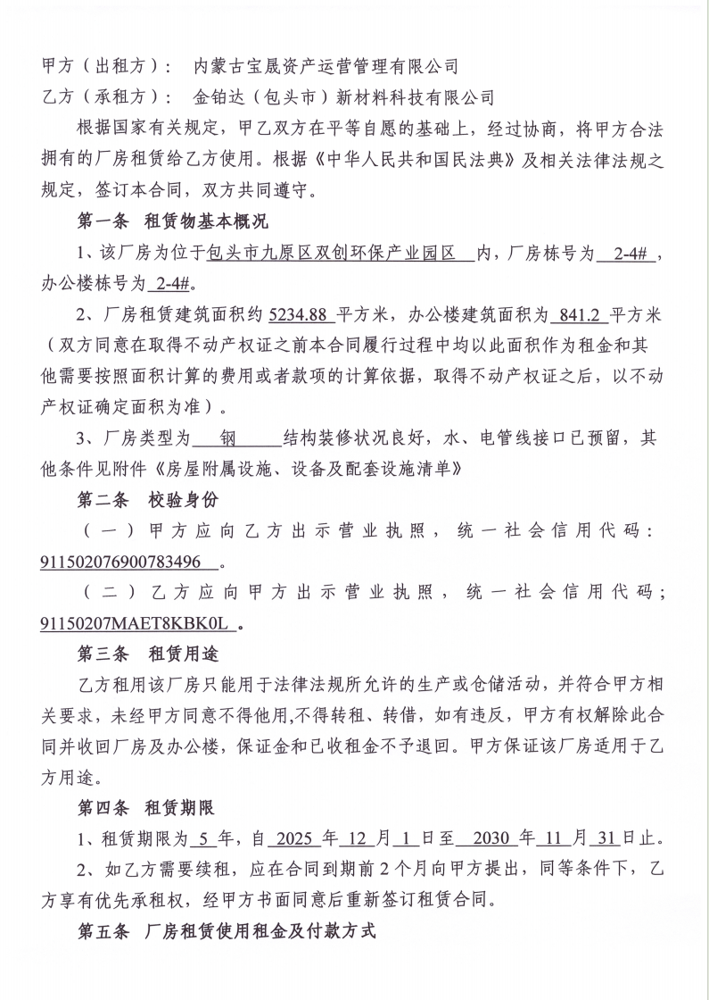 甲方（出租方）： 内蒙古宝晟资产运营管理有限公司
乙方（承租方）： 金铂达（包头市）新材料科技有限公司
根据国家有关规定，甲乙双方在平等自愿的基础上，经过协商，将甲方合法
拥有的厂房租赁给乙方使用。根据《中华人民共和国民法典》及相关法律法规之
规定，签订本合同，双方共同遵守。
第一条 租赁物基本概况
1、该厂房为位于包头市九原区双创环保产业园区 内，厂房栋号为 2-4# ，
办公楼栋号为 2-4#。
2、厂房租赁建筑面积约 5234.88 平方米，办公楼建筑面积为 841.2 平方米
（双方同意在取得不动产权证之前本合同履行过程中均以此面积作为租金和其
他需要按照面积计算的费用或者款项的计算依据，取得不动产权证之后，以不动
产权证确定面积为准）。
3、厂房类型为 钢 结构装修状况良好，水、电管线接口已预留，其
他条件见附件《房屋附属设施、设备及配套设施清单》
第二条 校验身份
（一）甲方应向乙方出示营业执照，统一社会信用代码：
911502076900783496 。
（二）乙方应向甲方出示营业执照，统一社会信用代码；
91150207MAET8KBK0L 。
第三条 租赁用途
乙方租用该厂房只能用于法律法规所允许的生产或仓储活动，并符合甲方相
关要求，未经甲方同意不得他用,不得转租、转借，如有违反，甲方有权解除此合
同并收回厂房及办公楼，保证金和已收租金不予退回。甲方保证该厂房适用于乙
方用途。
第四条 租赁期限
1、租赁期限为 5 年，自 2025 年 12 月 1 日至 2030 年 11 月 31 日止。
2、如乙方需要续租，应在合同到期前 2 个月向甲方提出，同等条件下，乙
方享有优先承租权，经甲方书面同意后重新签订租赁合同。
第五条 厂房租赁使用租金及付款方式